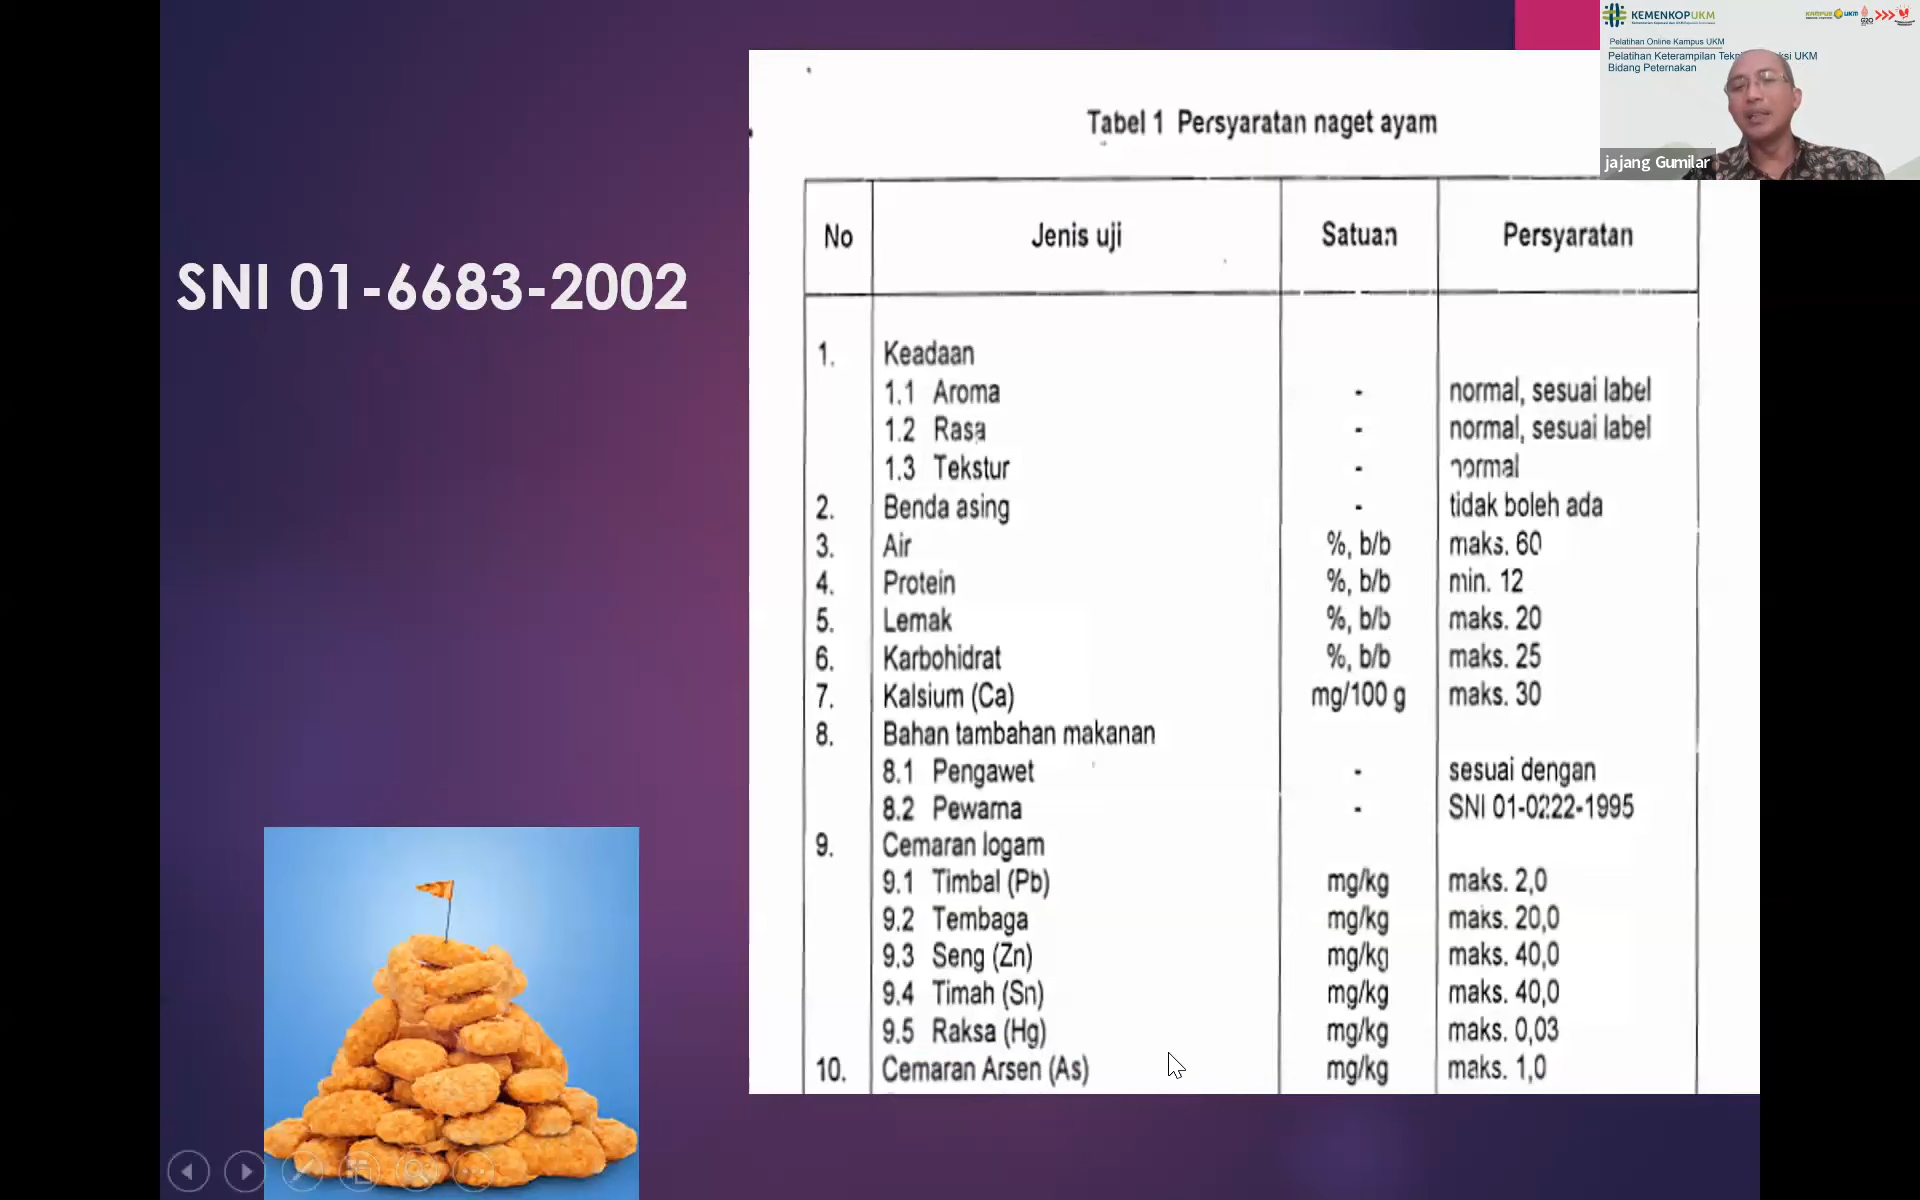 KEMENKOPUKM
Pelatihan Online Kampus UKM
Pelatihan Keterampilan
UKM
Bidang Peternakan
jajang Gumilar
SNI 01-6683-2002
Tabel 1 Persyaratan naget ayam
No Jenis uji Satuan Persyaratan
1. Keadaan
1.1 Aroma - normal, sesuai label
1.2 Rasa - normal, sesuai label
1.3 Tekstur - normal
2. Benda asing - tidak boleh ada
3. Air %, b/b maks. 60
4. Protein %, b/b min. 12
5. Lemak %, b/b maks. 20
6. Karbohidrat %, b/b maks. 25
7. Kalsium (Ca) mg/100 g maks. 30
8. Bahan tambahan makanan
8.1 Pengawet - sesuai dengan
8.2 Pewarna - SNI 01-0222-1995
9. Cemaran logam
9.1 Timbal (Pb) mg/kg maks. 2,0
9.2 Tembaga mg/kg maks. 20,0
9.3 Seng (Zn) mg/kg maks. 40,0
9.4 Timah (Sn) mg/kg maks. 40,0
9.5 Raksa (Hg) mg/kg maks. 0,03
10. Cemaran Arsen (As) mg/kg maks. 1,0